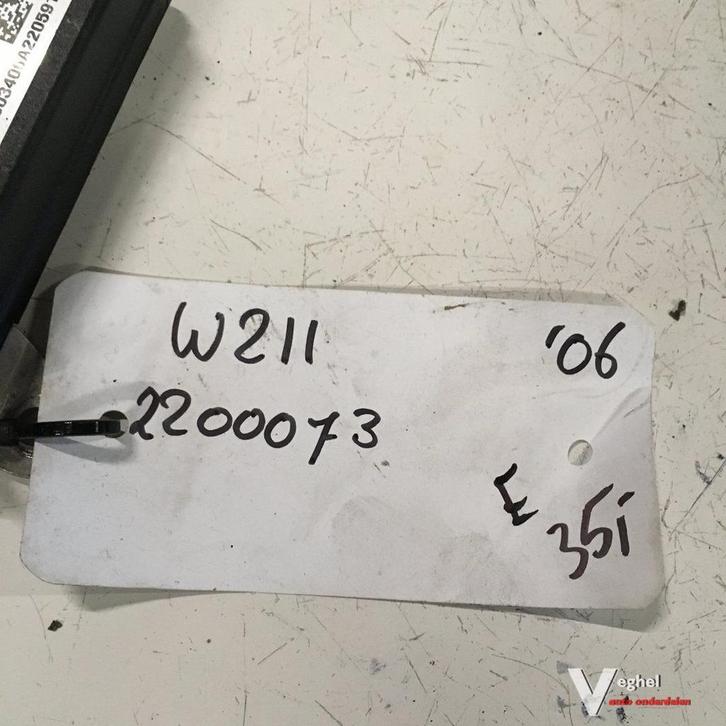 W211
'06
2200073
E
35i
Veghel
auto onderdelen